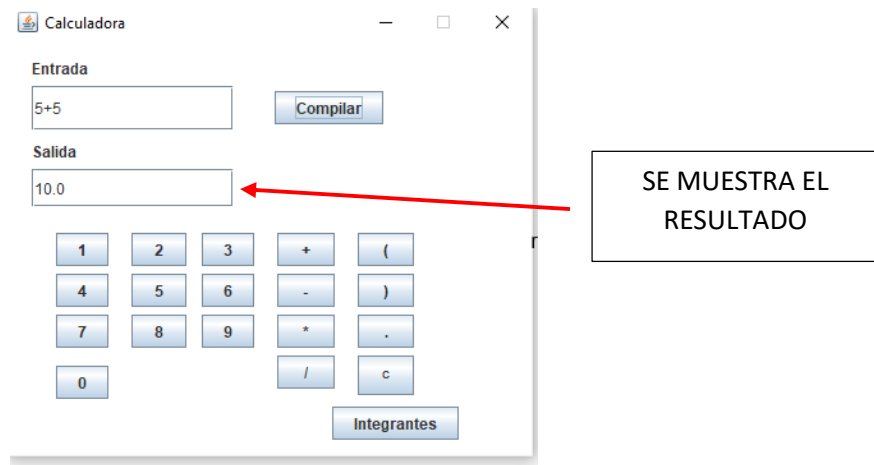 Calculadora
Entrada
5+5
Compilar
Salida
10.0
SE MUESTRA EL
RESULTADO
1 2 3 + (
4 5 6 - )
7 8 9 * .
0 / c
Integrantes